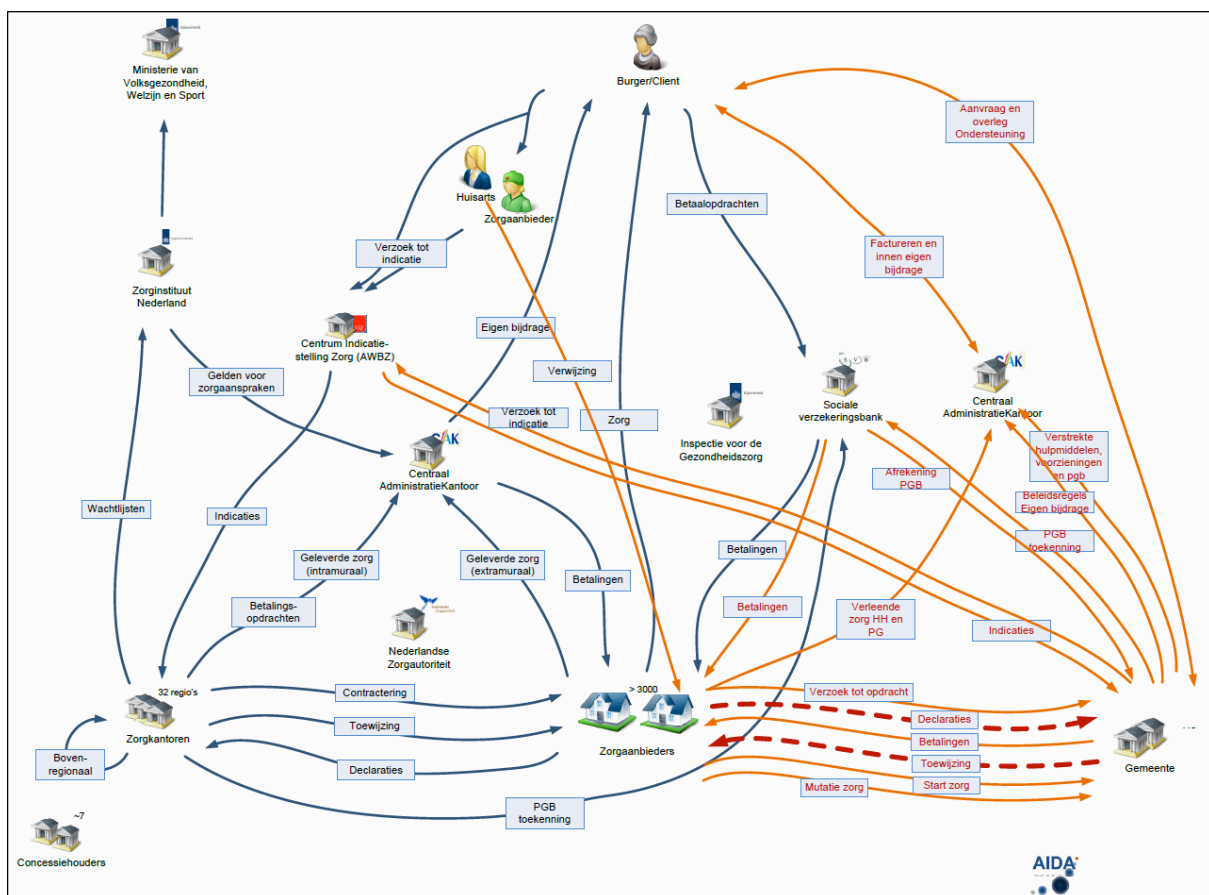 Ministerie van
Volksgezondheid,
Welzijn en Sport
Burger/Client
Aanvraag en
overleg
Ondersteuning
Huisarts
Zorgaanbieder
Betaalopdrachten
Verzoek tot
indicatie
Factureren en
innen eigen
bijdrage
Zorginstituut
Nederland
Centrum Indicatie-
stelling Zorg (AWBZ)
Eigen bijdrage
Verwijzing
Gelden voor
zorgaanspraken
Verzoek tot
indicatie
Zorg
Sociale
verzekeringsbank
CAK
Centraal
AdministratieKantoor
Inspectie voor de
Gezondheidszorg
CAK
Centraal
AdministratieKantoor
Verstrekte
hulpmiddelen,
voorzieningen
en pgb
Afrekening
PGB
Beleidsregels
Eigen bijdrage
Wachtlijsten
Indicaties
PGB
toekenning
Geleverde zorg
(intramuraal)
Geleverde zorg
(extramuraal)
Betalingen
Betalingen
Betalingen
Betalings-
opdrachten
Verleende
zorg HH en
PG
Indicaties
Nederlandse
Zorgautoriteit
32 regio's
Zorgkantoren
Contractering
Toewijzing
Declaraties
> 3000
Zorgaanbieders
Verzoek tot opdracht
Declaraties
Betalingen
Toewijzing
Start zorg
Mutatie zorg
Gemeente
Boven-
regionaal
PGB
toekenning
~7
Concessiehouders
AIDA